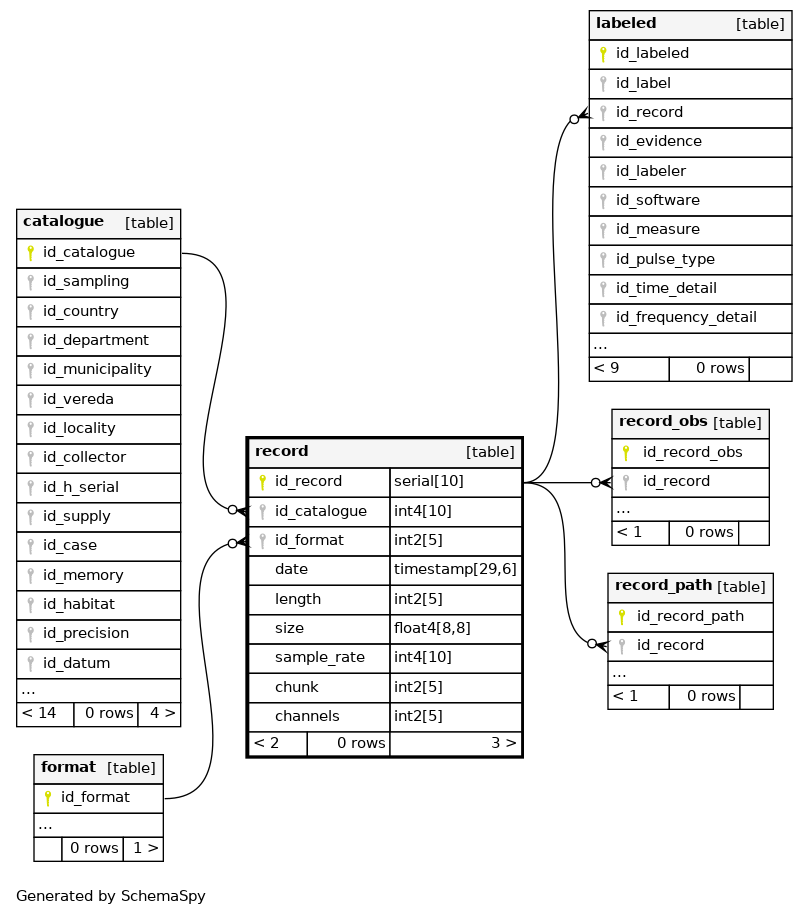 labeled [table]
id_labeled
id_label
id_record
id_evidence
id_labeler
id_software
id_measure
id_pulse_type
id_time_detail
id_frequency_detail
...
< 9 0 rows
catalogue [table]
id_catalogue
id_sampling
id_country
id_department
id_municipality
id_vereda
id_locality
id_collector
id_h_serial
id_supply
id_case
id_memory
id_habitat
id_precision
id_datum
...
< 14 0 rows 4 >
record [table]
id_record serial[10]
id_catalogue int4[10]
id_format int2[5]
date timestamp[29,6]
length int2[5]
size float4[8,8]
sample_rate int4[10]
chunk int2[5]
channels int2[5]
< 2 0 rows 3 >
record_obs [table]
id_record_obs
id_record
...
< 1 0 rows
record_path [table]
id_record_path
id_record
...
< 1 0 rows
format [table]
id_format
...
0 rows 1 >
Generated by SchemaSpy